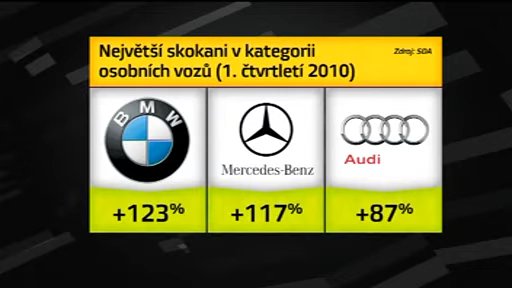 Největší skokani v kategorii
Zdroj: SDA
osobních vozů (1. čtvrtletí 2010)
BMW
Mercedes-Benz
Audi
+123%
+117%
+87%